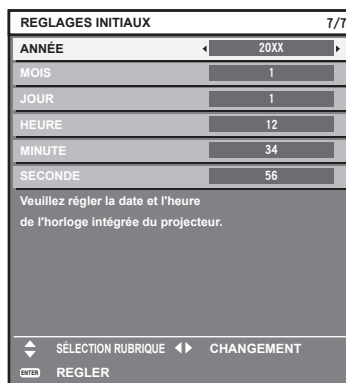 REGLAGES INITIAUX 7/7
ANNÉE 20XX
MOIS 1
JOUR 1
HEURE 12
MINUTE 34
SECONDE 56
Veuillez régler la date et l'heure
de l'horloge intégrée du projecteur.
SÉLECTION RUBRIQUE CHANGEMENT
ENTER REGLER